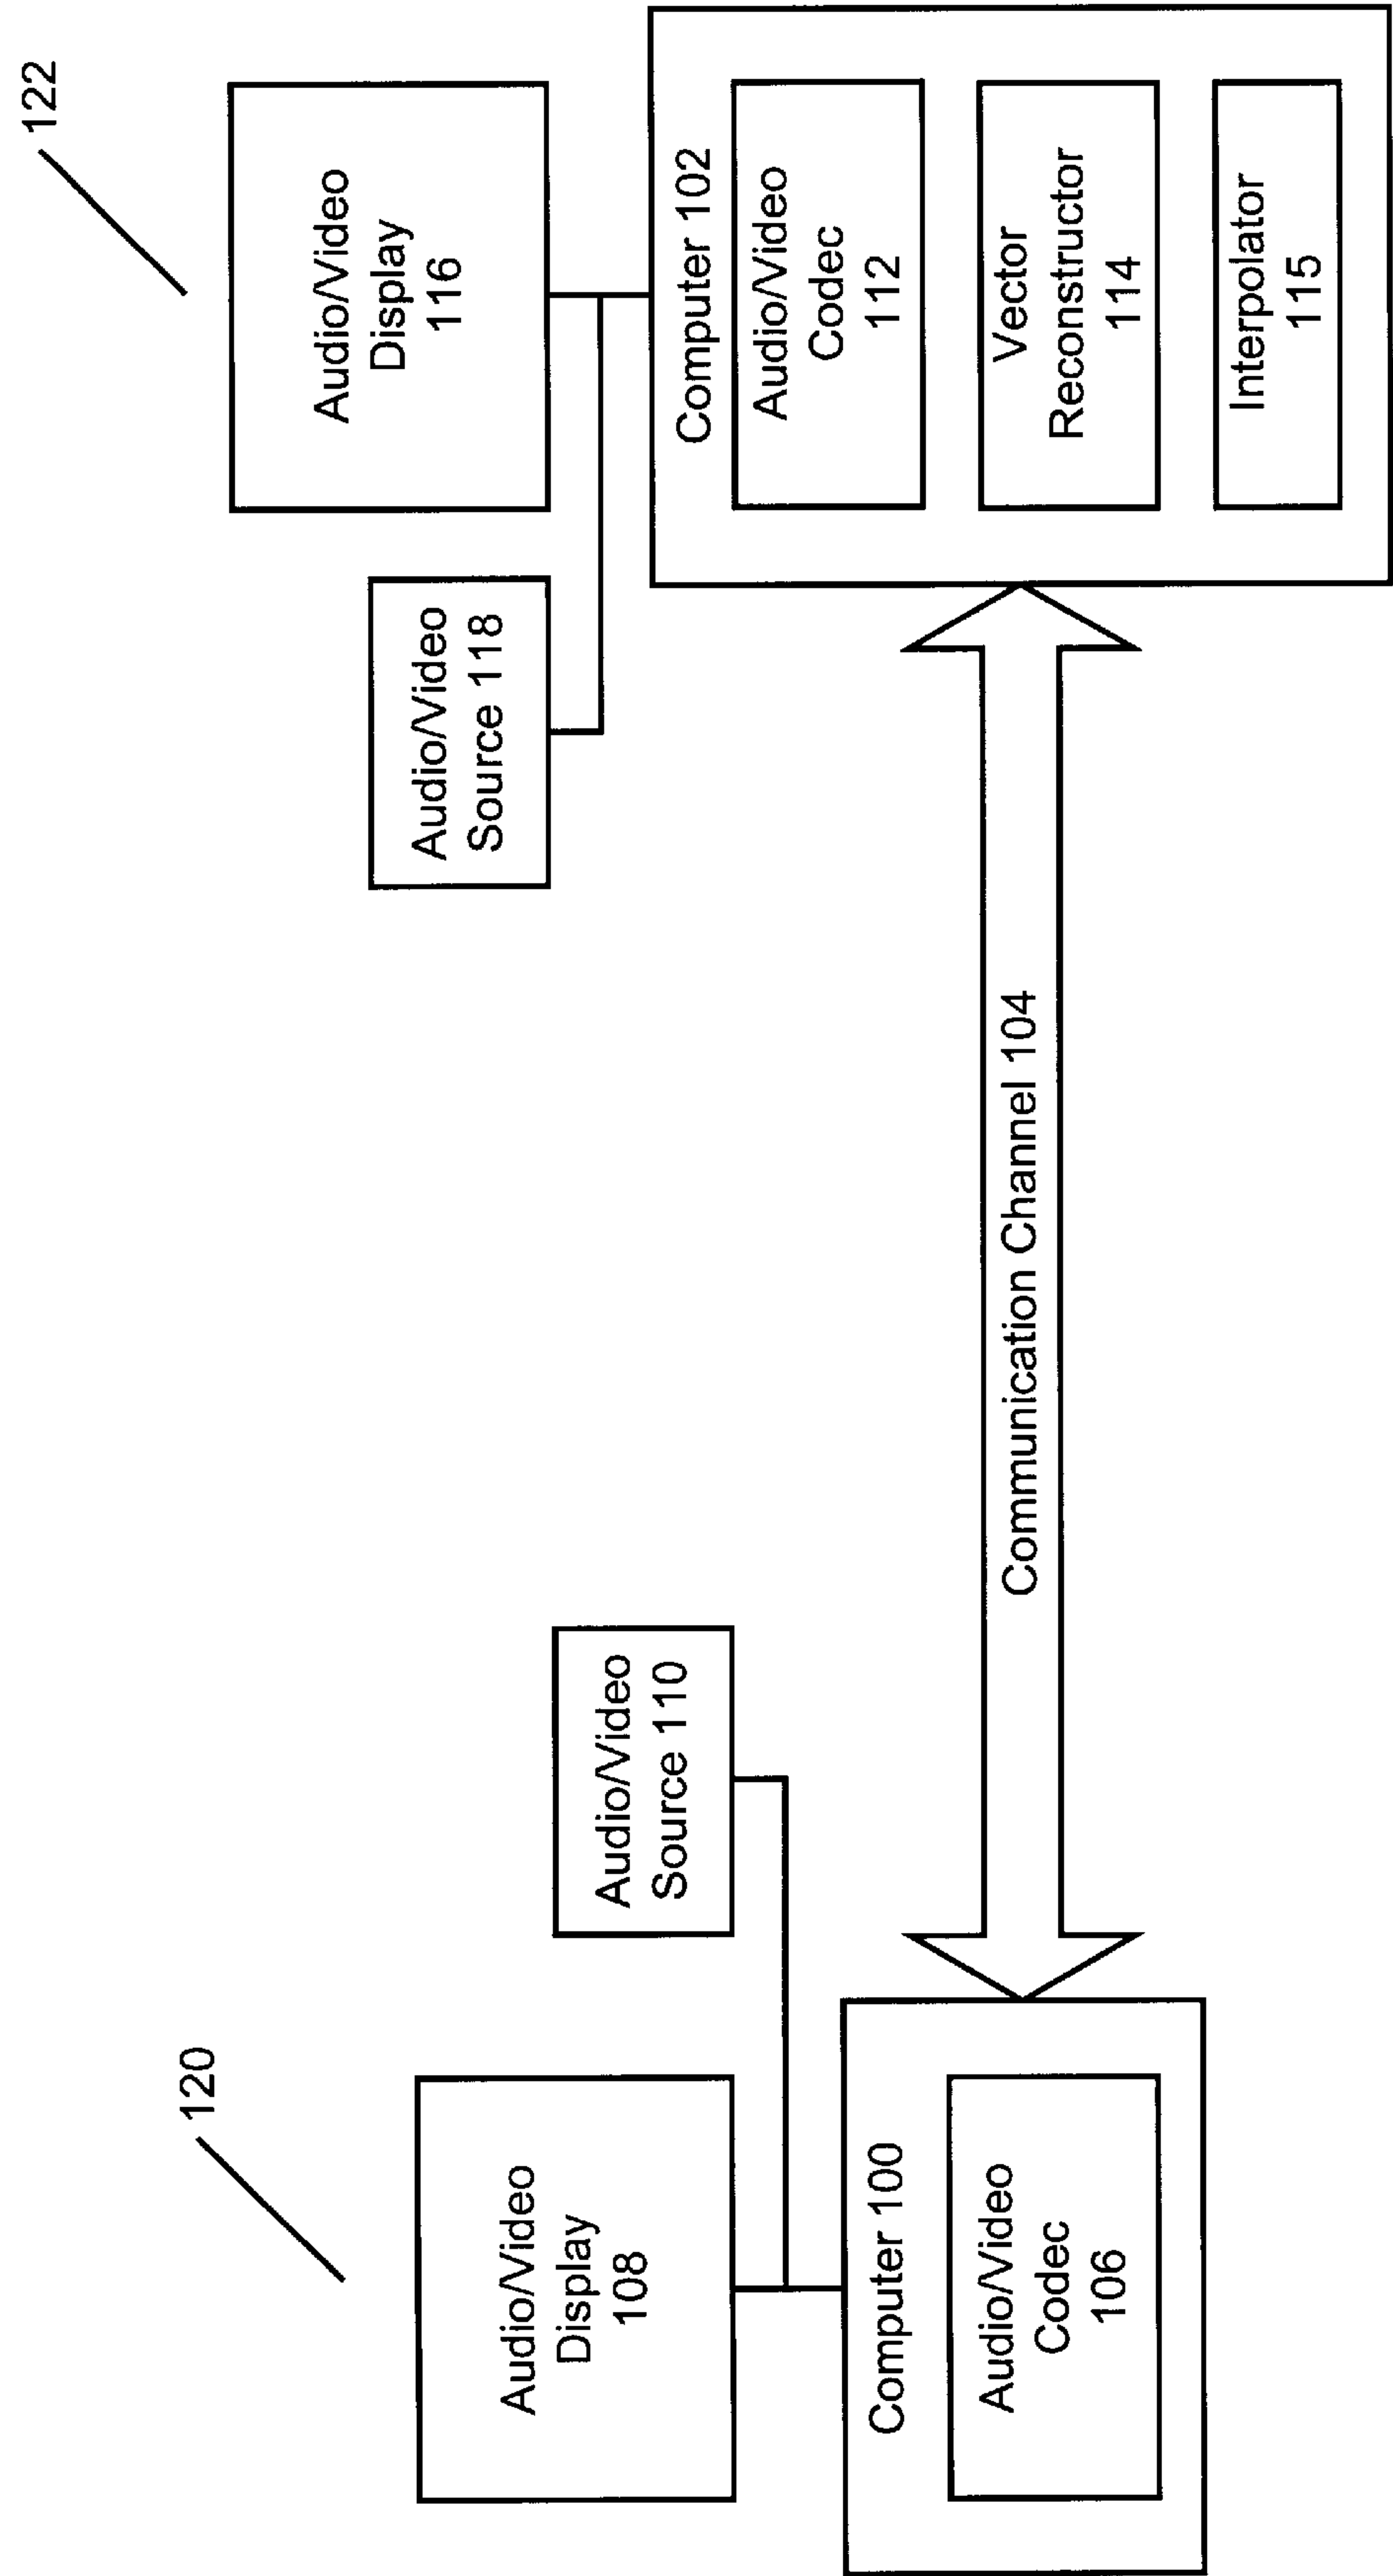 120
Audio/Video
Display
108
Audio/Video
Source 110
Computer 100
Audio/Video
Codec
106
Communication Channel 104
122
Audio/Video
Display
116
Audio/Video
Source 118
Computer 102
Audio/Video
Codec
112
Vector
Reconstructor
114
Interpolator
115